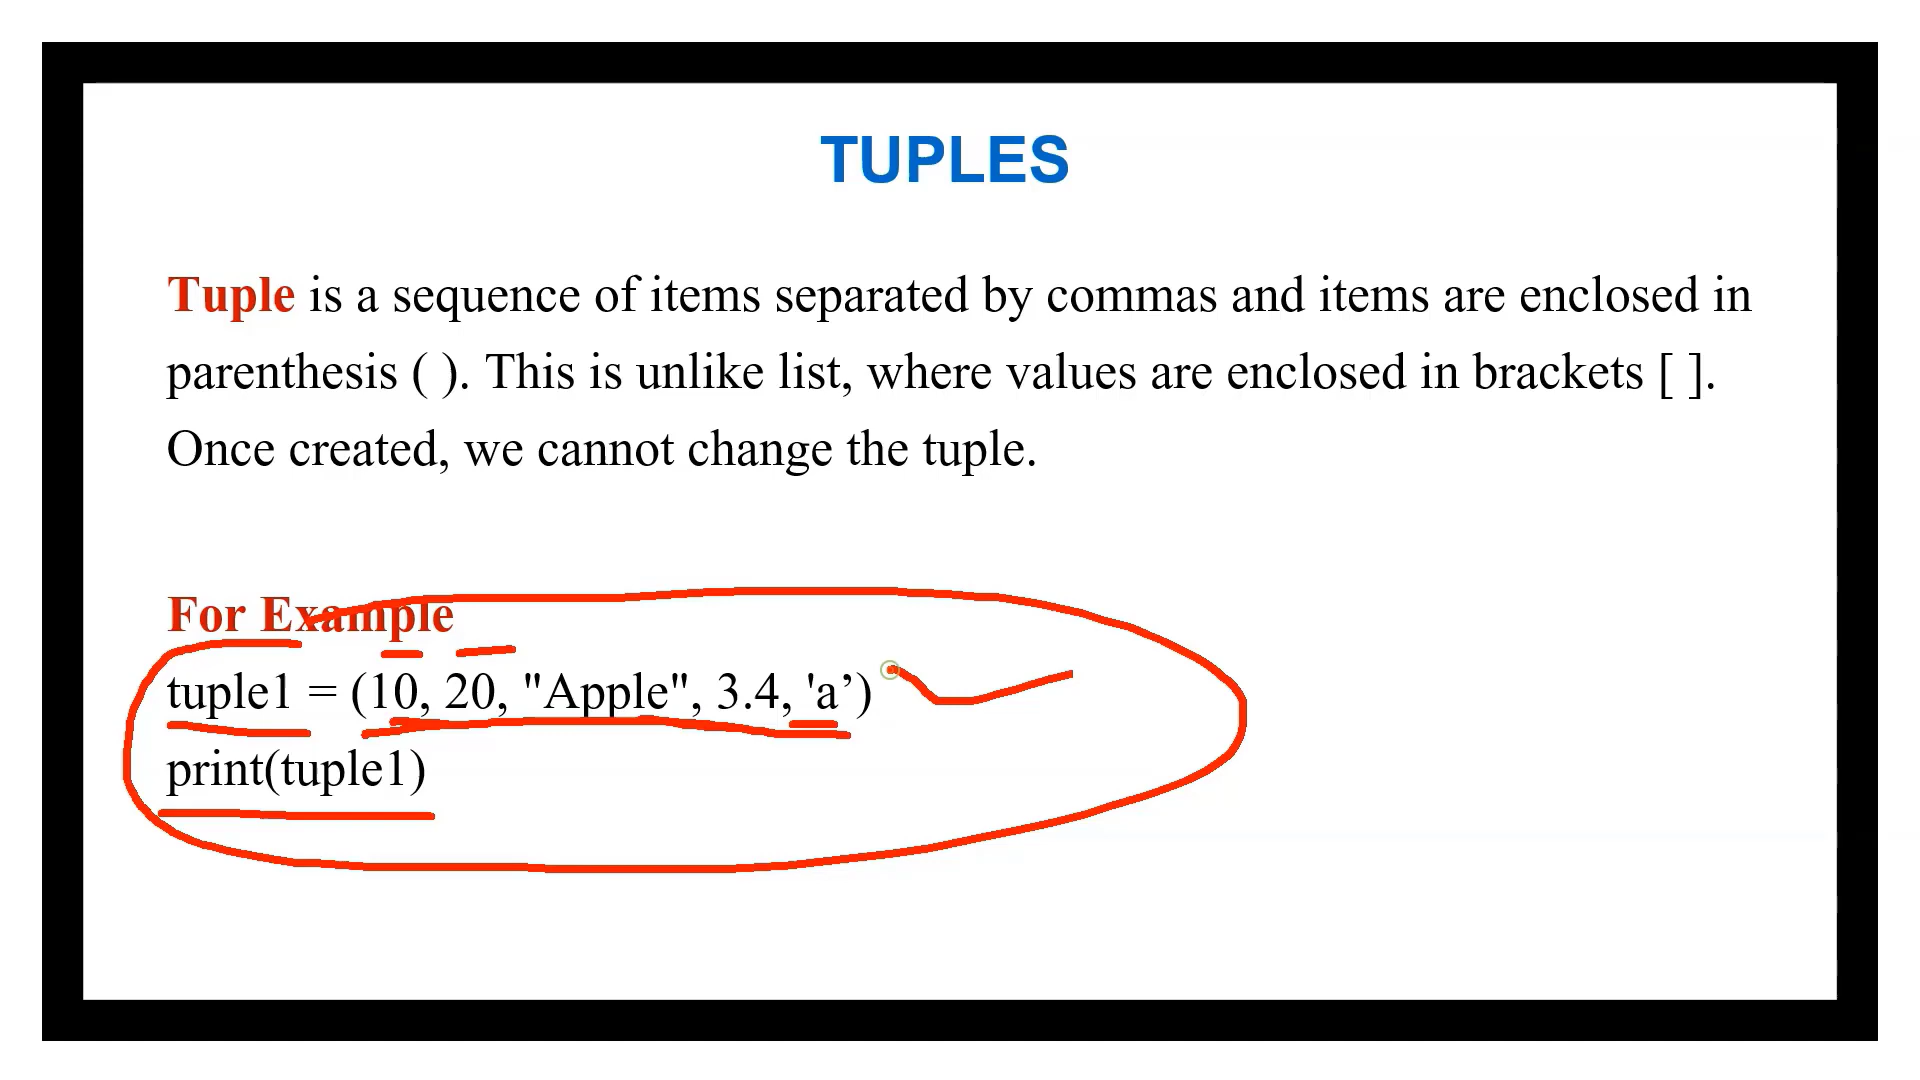 TUPLES
Tuple is a sequence of items separated by commas and items are enclosed in
parenthesis ( ). This is unlike list, where values are enclosed in brackets [ ].
Once created, we cannot change the tuple.
For Example
tuple1 = (10, 20, "Apple", 3.4, 'a’)
print(tuple1)